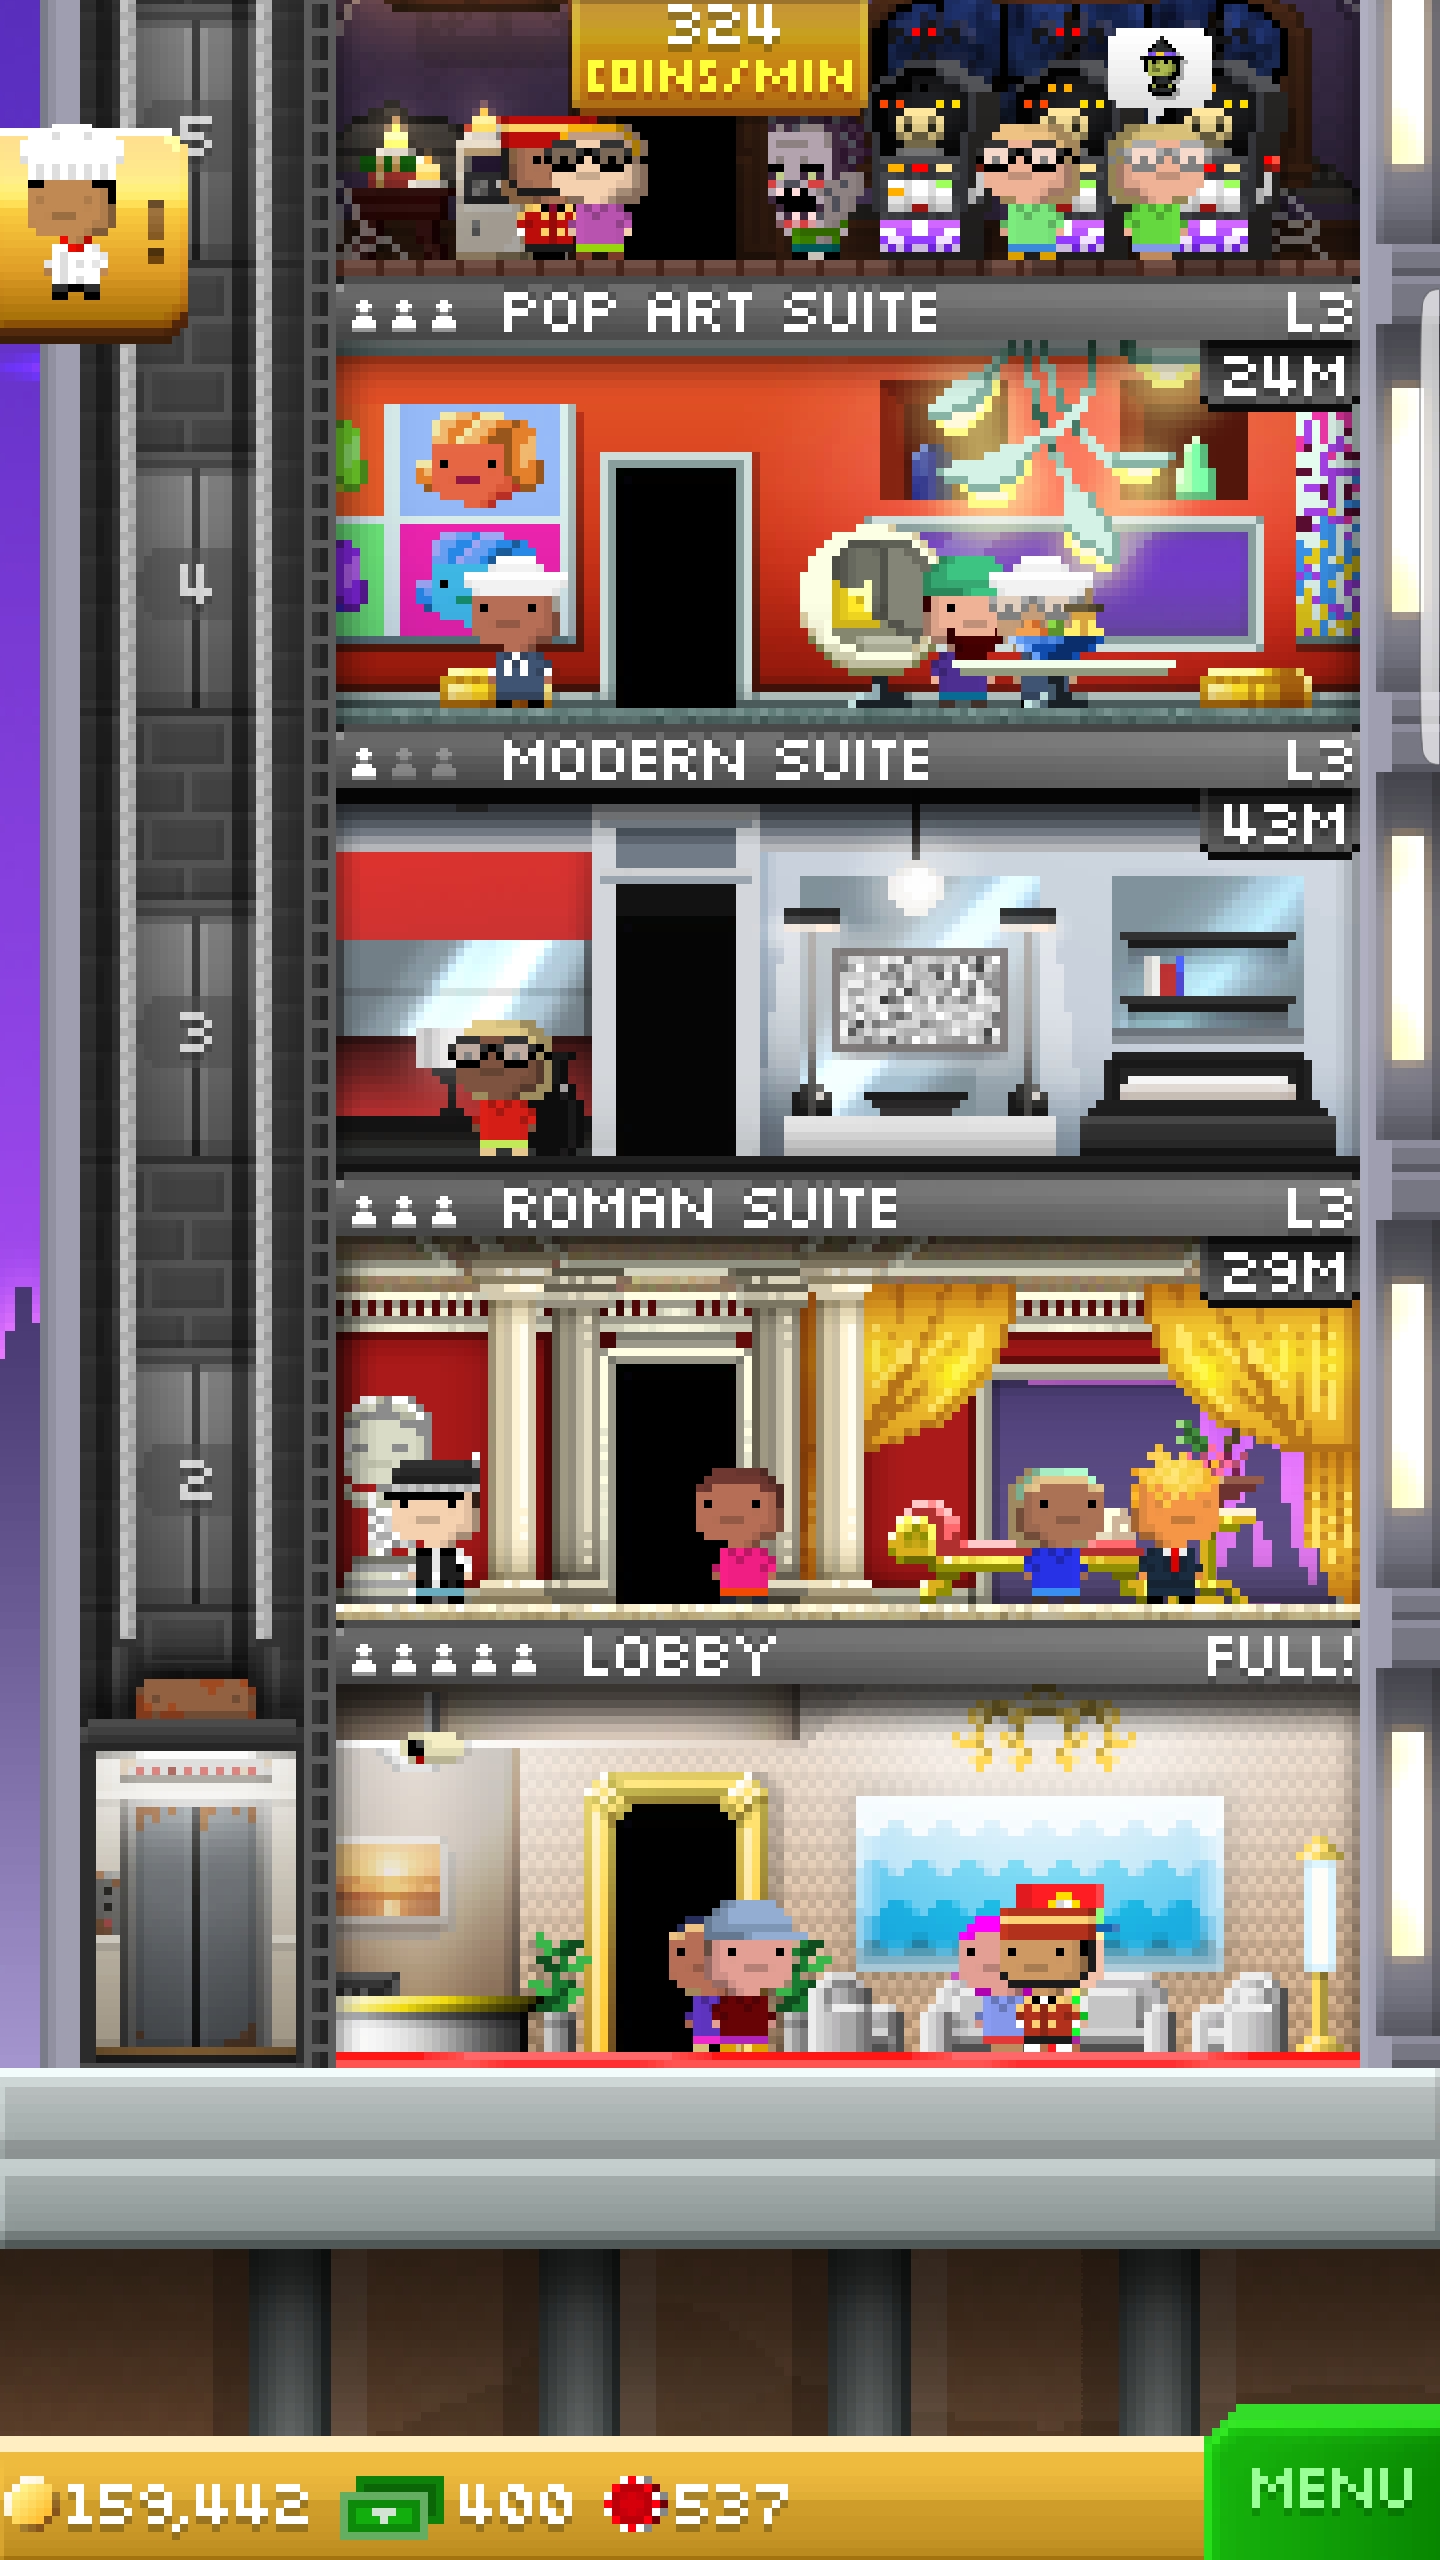 324
COINS/MIN
5
!
POP ART SUITE L3
24M
4
MODERN SUITE L3
43M
3
ROMAN SUITE L3
29M
2
LOBBY FULL!
159,442 400 537
MENU